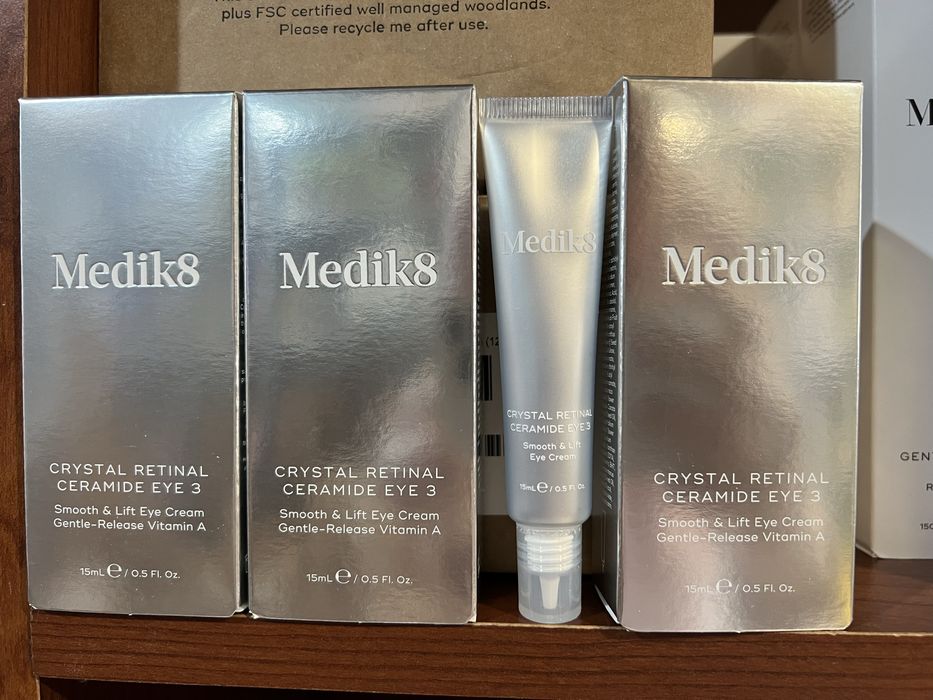 plus FSC certified well managed woodlands.
Please recycle me after use.
Medik8
CRYSTAL RETINAL
CERAMIDE EYE 3
Smooth & Lift Eye Cream
Gentle-Release Vitamin A
15mL ℮ / 0.5 Fl. Oz.
Medik8
CRYSTAL RETINAL
CERAMIDE EYE 3
Smooth & Lift Eye Cream
Gentle-Release Vitamin A
15mL ℮ / 0.5 Fl. Oz.
Medik8
CRYSTAL RETINAL
CERAMIDE EYE 3
Smooth & Lift
Eye Cream
15mL ℮ / 0.5 Fl. Oz.
Medik8
CRYSTAL RETINAL
CERAMIDE EYE 3
Smooth & Lift Eye Cream
Gentle-Release Vitamin A
15mL ℮ / 0.5 Fl. Oz.
M
GENT
R
150